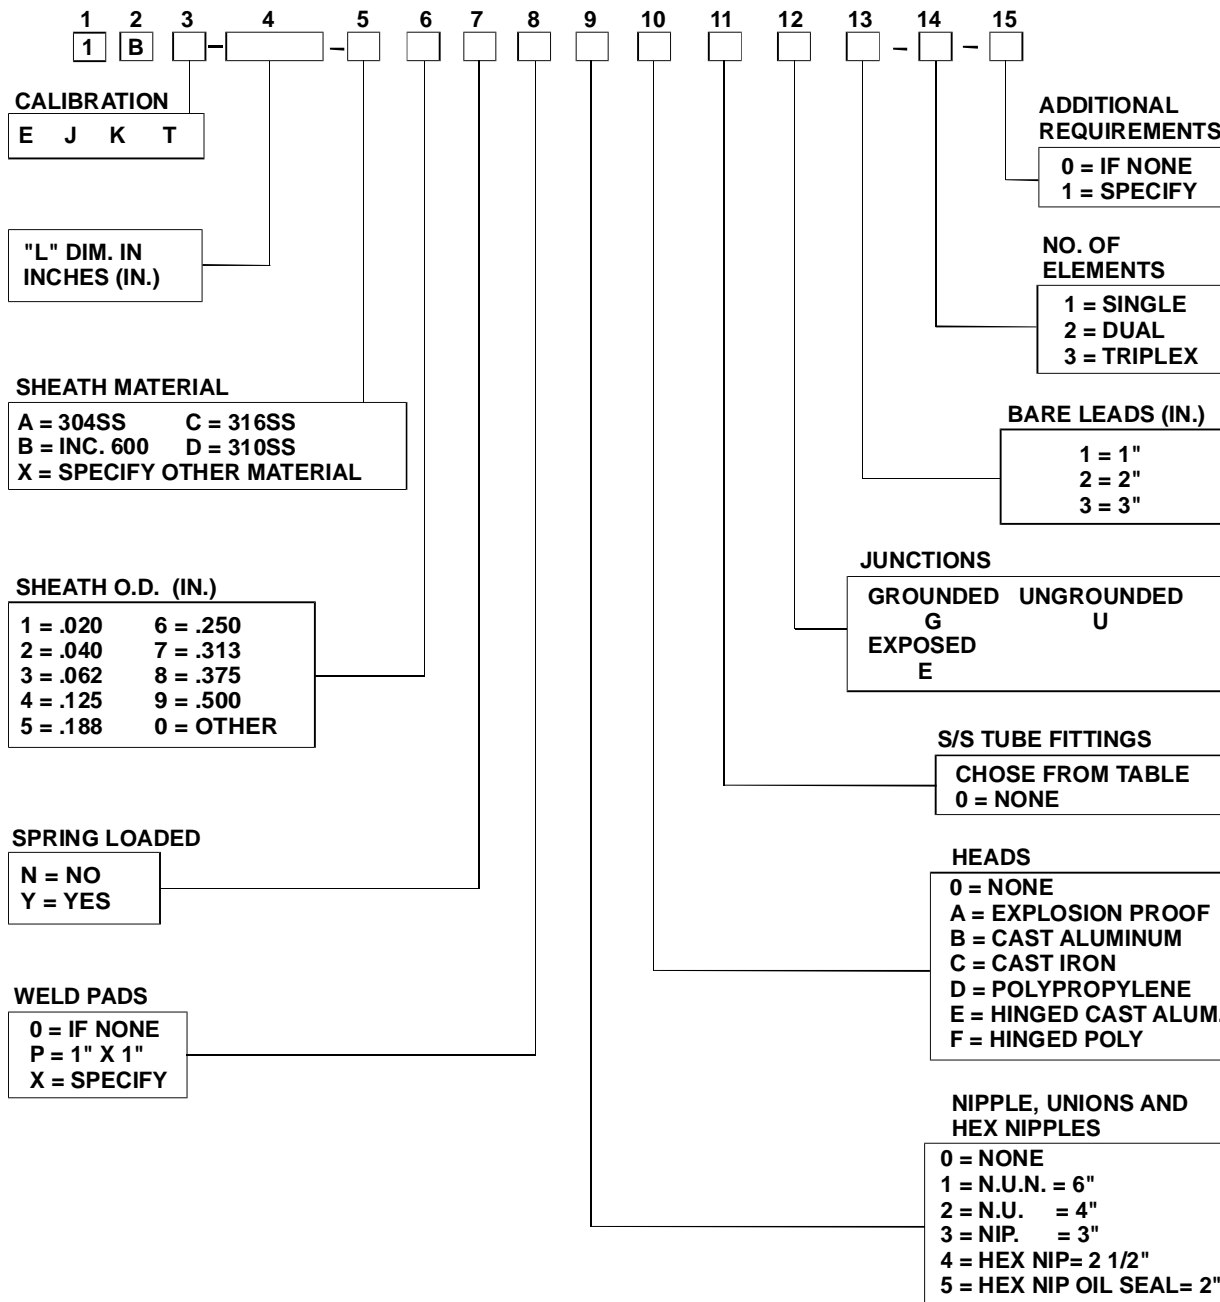 1 2 3 4 5 6 7 8 9 10 11 12 13 14 15
1 B - - - -
CALIBRATION
E J K T
"L" DIM. IN
INCHES (IN.)
SHEATH MATERIAL
A = 304SS C = 316SS
B = INC. 600 D = 310SS
X = SPECIFY OTHER MATERIAL
SHEATH O.D. (IN.)
1 = .020 6 = .250
2 = .040 7 = .313
3 = .062 8 = .375
4 = .125 9 = .500
5 = .188 0 = OTHER
SPRING LOADED
N = NO
Y = YES
WELD PADS
0 = IF NONE
P = 1" X 1"
X = SPECIFY
ADDITIONAL
REQUIREMENTS
0 = IF NONE
1 = SPECIFY
NO. OF
ELEMENTS
1 = SINGLE
2 = DUAL
3 = TRIPLEX
BARE LEADS (IN.)
1 = 1"
2 = 2"
3 = 3"
JUNCTIONS
GROUNDED UNGROUNDED
G U
EXPOSED
E
S/S TUBE FITTINGS
CHOSE FROM TABLE
0 = NONE
HEADS
0 = NONE
A = EXPLOSION PROOF
B = CAST ALUMINUM
C = CAST IRON
D = POLYPROPYLENE
E = HINGED CAST ALUM.
F = HINGED POLY
NIPPLE, UNIONS AND
HEX NIPPLES
0 = NONE
1 = N.U.N. = 6"
2 = N.U. = 4"
3 = NIP. = 3"
4 = HEX NIP= 2 1/2"
5 = HEX NIP OIL SEAL= 2"